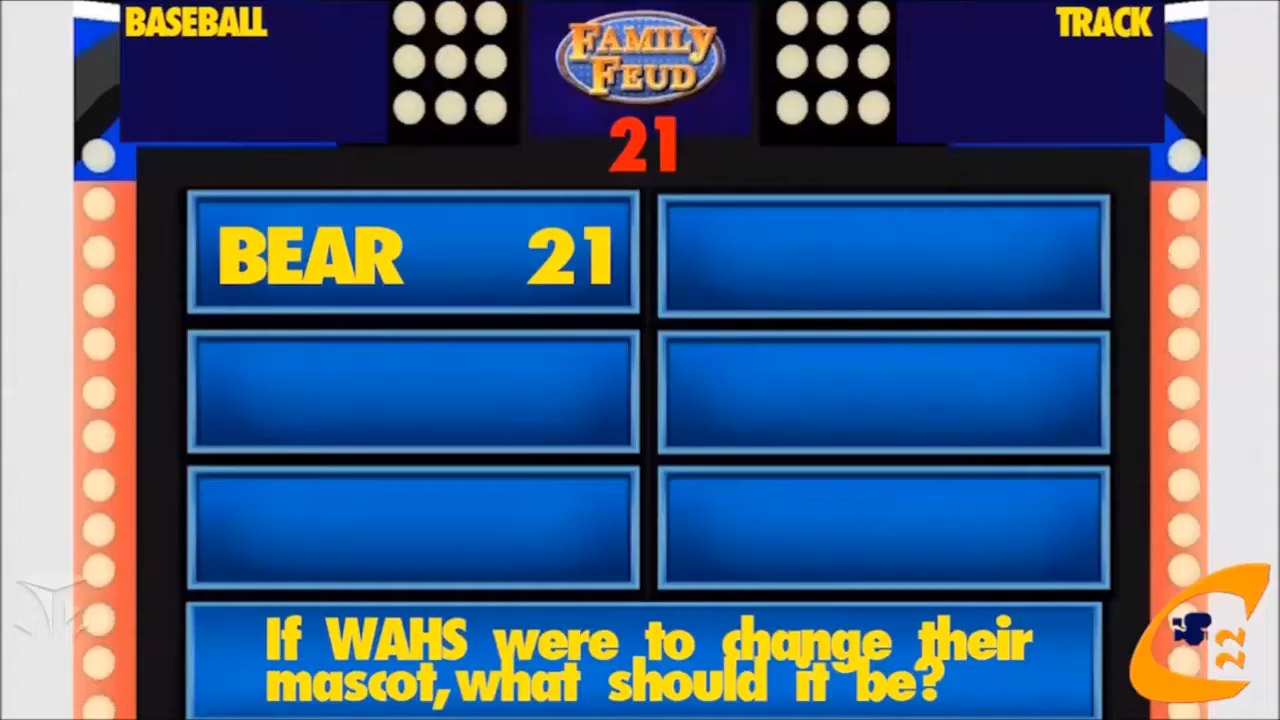 BASEBALL
TRACK
FAMILY
FEUD
21
BEAR 21
If WAHS were to change their
mascot,what should it be?
22